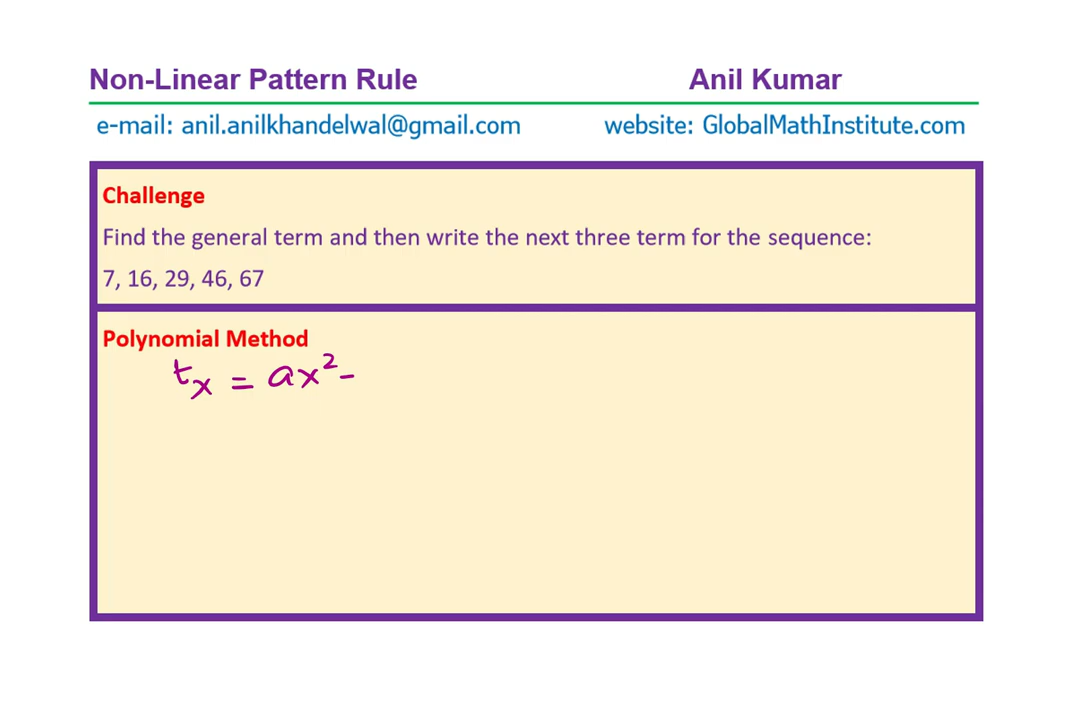 Non-Linear Pattern Rule Anil Kumar
e-mail: anil.anilkhandelwal@gmail.com website: GlobalMathInstitute.com
Challenge
Find the general term and then write the next three term for the sequence:
7, 16, 29, 46, 67
Polynomial Method
tₓ = ax² -